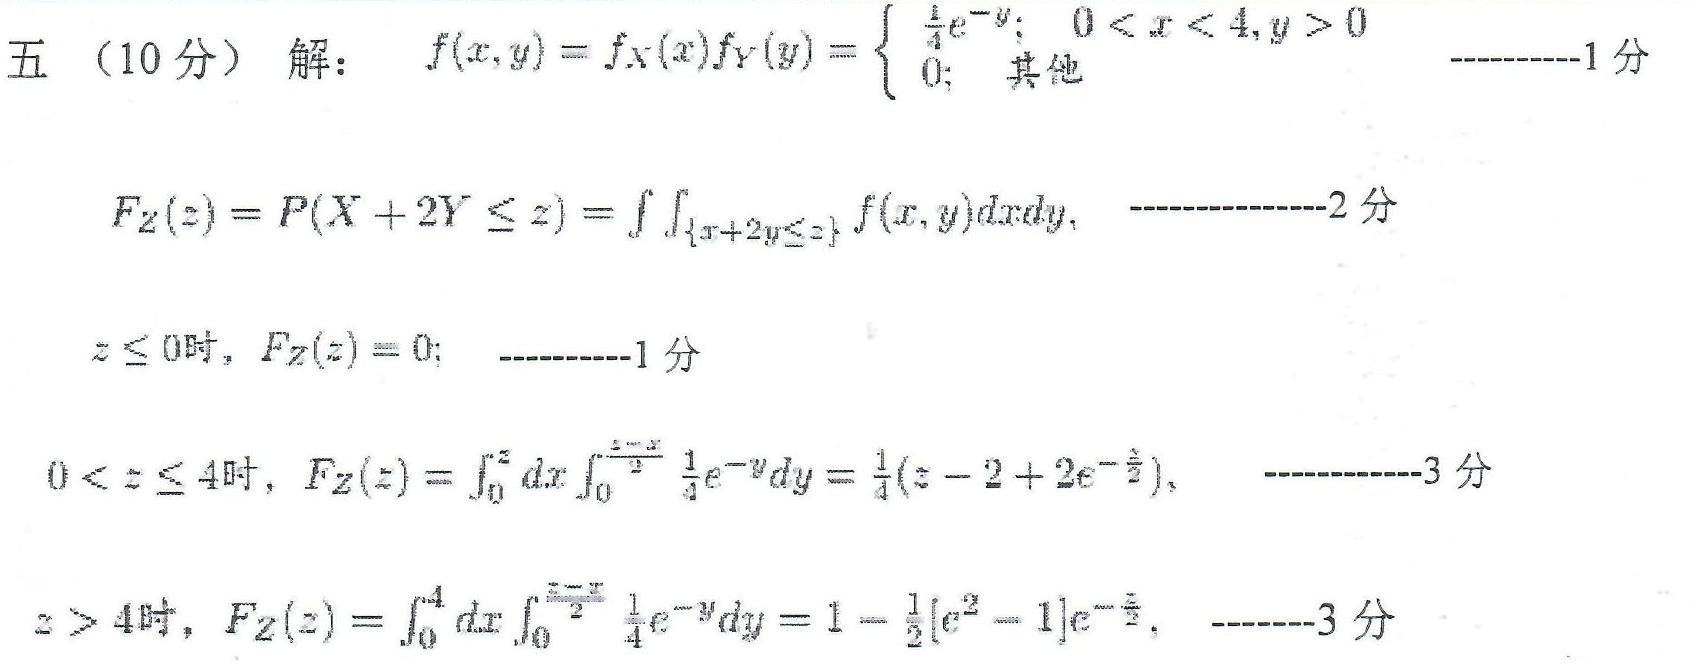 五 （10 分） 解： f(x, y) = f_X(x)f_Y(y) = { 1/4 e^{-y}; 0 < x < 4, y > 0 ----------1 分
0; 其他
F_Z(z) = P(X + 2Y ≤ z) = ∫∫_{x+2y≤z} f(x, y)dxdy, ---------------2 分
z ≤ 0时，F_Z(z) = 0; ----------1 分
0 < z ≤ 4时，F_Z(z) = ∫_0^z dx ∫_0^{(z-x)/2} 1/4 e^{-y}dy = 1/4(z - 2 + 2e^{-z/2}), ------------3 分
z > 4时，F_Z(z) = ∫_0^4 dx ∫_0^{(z-x)/2} 1/4 e^{-y}dy = 1 - 1/2[e^2 - 1]e^{-z/2}, -------3 分